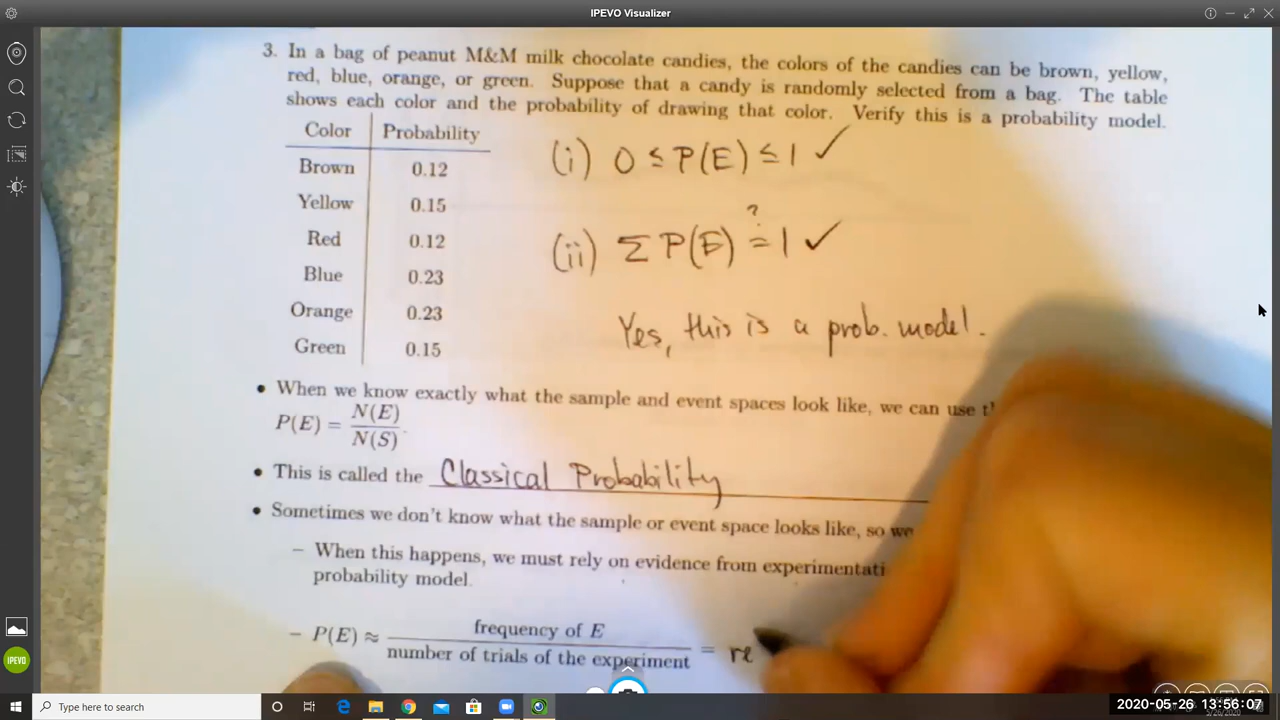 IPEVO Visualizer
3. In a bag of peanut M&M milk chocolate candies, the colors of the candies can be brown, yellow,
red, blue, orange, or green. Suppose that a candy is randomly selected from a bag. The table
shows each color and the probability of drawing that color. Verify this is a probability model.
Color Probability
Brown 0.12
Yellow 0.15
Red 0.12
Blue 0.23
Orange 0.23
Green 0.15
(i) 0 ≤ P(E) ≤ 1 ✓
(ii) Σ P(E) ≟ 1 ✓
Yes, this is a prob. model.
• When we know exactly what the sample and event spaces look like, we can use
P(E) = N(E)/N(S).
• This is called the Classical Probability
• Sometimes we don't know what the sample or event space looks like, so we
– When this happens, we must rely on evidence from
probability model.
– P(E) ≈ frequency of E / number of trials of the experiment = re
IPEVO
Type here to search
2020-05-26 13:56:07